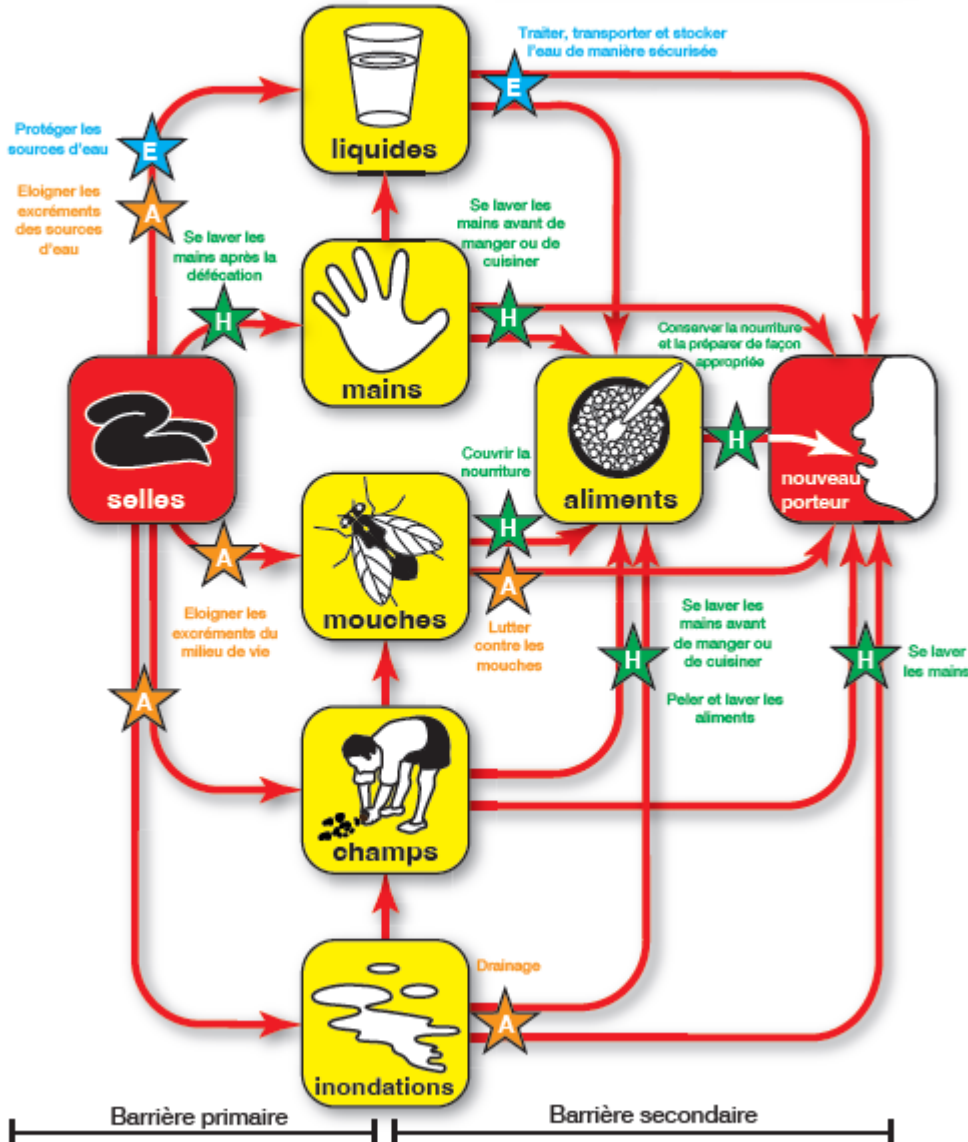 Traiter, transporter et stocker
l'eau de manière sécurisée
E
liquides
Protéger les
sources d'eau
E
Eloigner les
excréments
des sources
d'eau
A
Se laver les
mains après la
défécation
H
Se laver les
mains avant de
manger ou de
cuisiner
H
mains
Conserver la nourriture
et la préparer de façon
appropriée
H
selles
aliments
nouveau
porteur
Couvrir la
nourriture
H
A
Eloigner les
excréments du
milieu de vie
mouches
A
Lutter
contre les
mouches
Se laver les
mains avant
de manger ou
de cuisiner
H
Peler et laver les
aliments
H
Se laver
les mains
A
champs
Drainage
A
inondations
Barrière primaire
Barrière secondaire